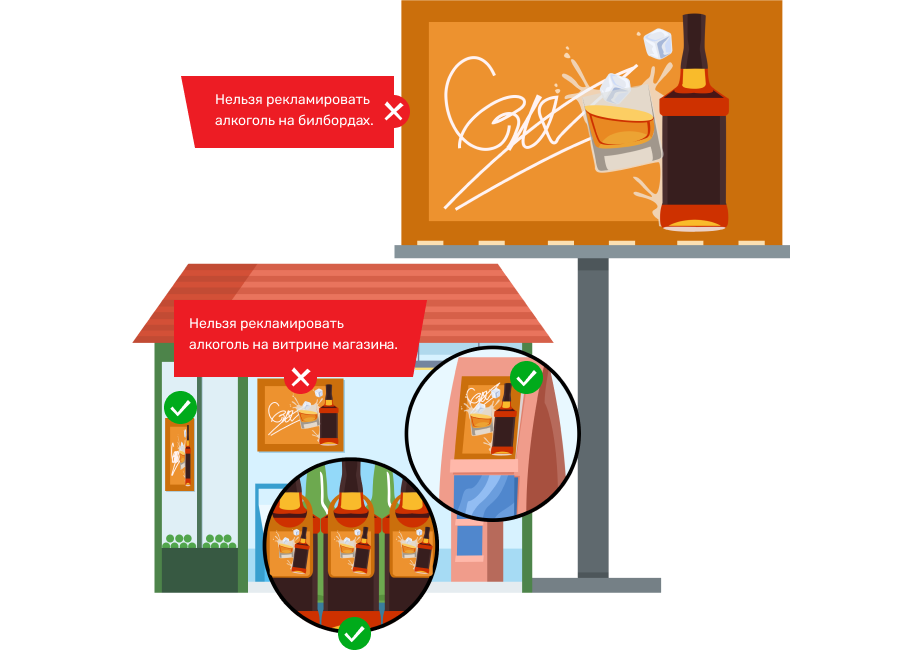 Нельзя рекламировать
алкоголь на билбордах.
Нельзя рекламировать
алкоголь на витрине магазина.